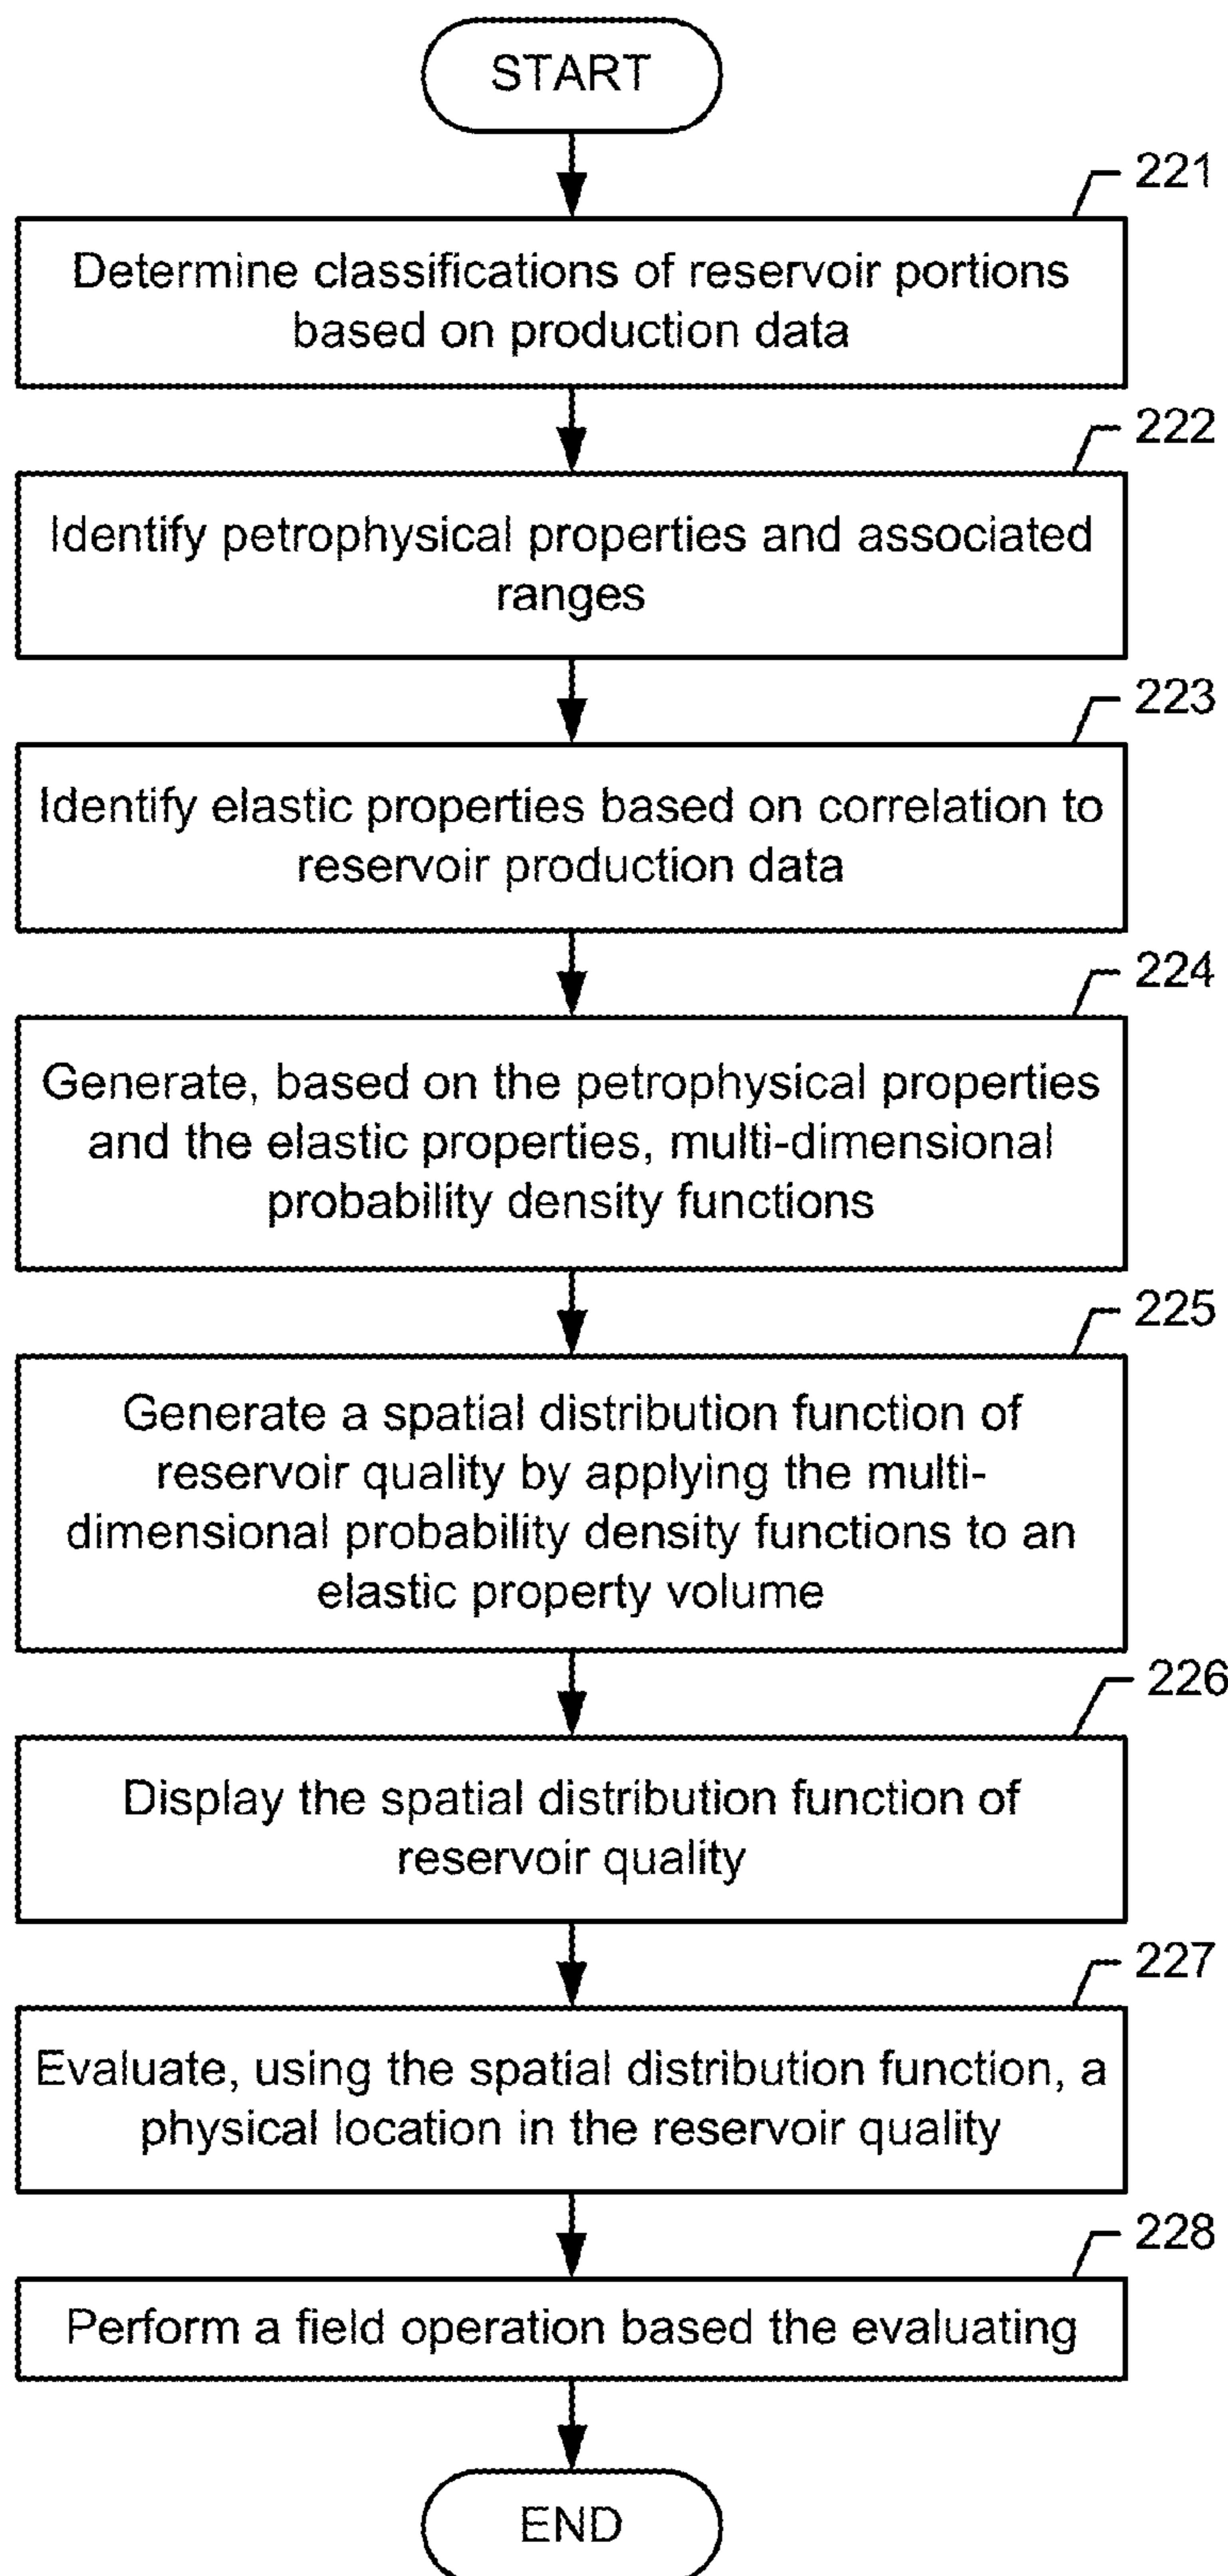 START
221
Determine classifications of reservoir portions
based on production data
222
Identify petrophysical properties and associated
ranges
223
Identify elastic properties based on correlation to
reservoir production data
224
Generate, based on the petrophysical properties
and the elastic properties, multi-dimensional
probability density functions
225
Generate a spatial distribution function of
reservoir quality by applying the multi-
dimensional probability density functions to an
elastic property volume
226
Display the spatial distribution function of
reservoir quality
227
Evaluate, using the spatial distribution function, a
physical location in the reservoir quality
228
Perform a field operation based the evaluating
END